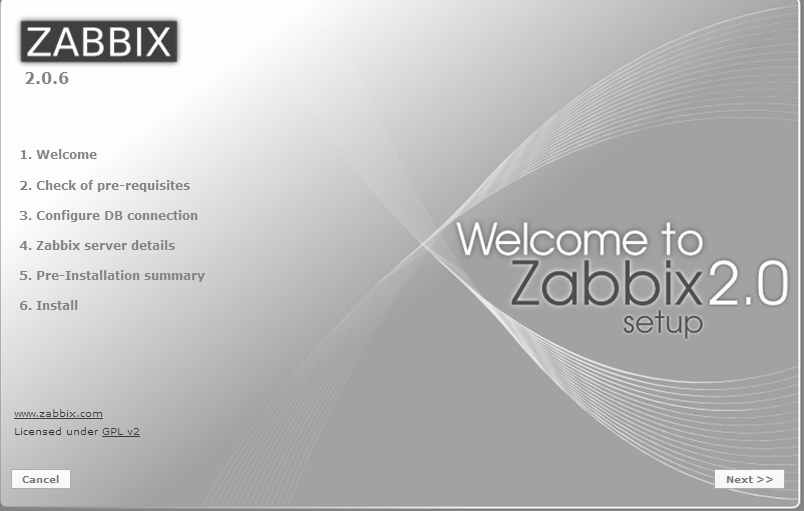 ZABBIX
2.0.6
1. Welcome
2. Check of pre-requisites
3. Configure DB connection
4. Zabbix server details
5. Pre-Installation summary
6. Install
Welcome to
Zabbix 2.0
setup
www.zabbix.com
Licensed under GPL v2
Cancel
Next >>